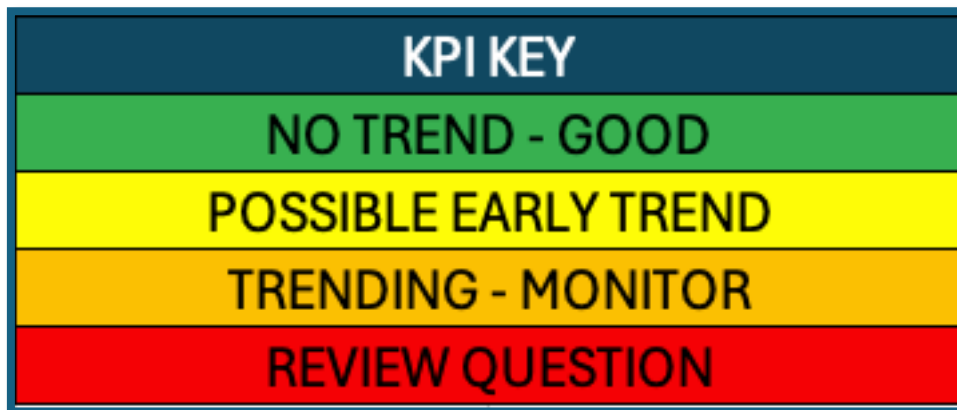 KPI KEY
NO TREND - GOOD
POSSIBLE EARLY TREND
TRENDING - MONITOR
REVIEW QUESTION